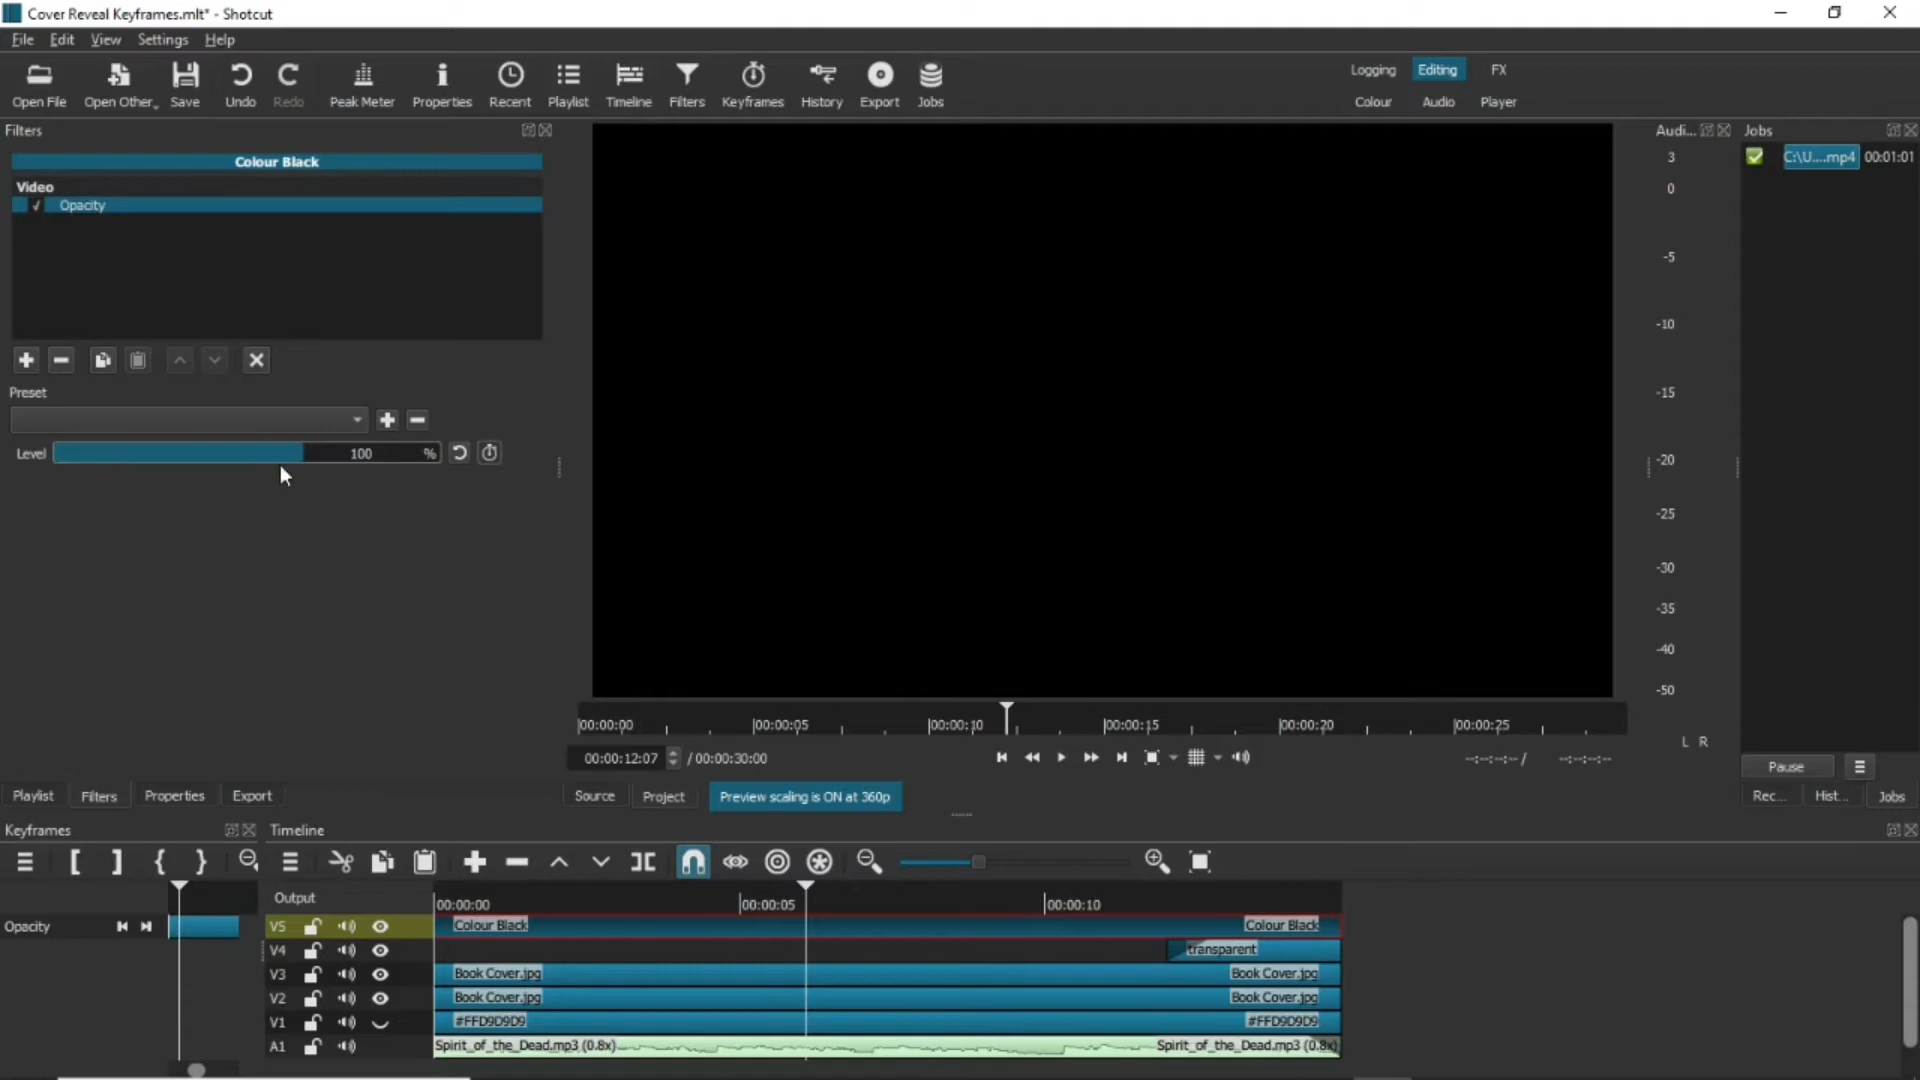 Cover Reveal Keyframes.mlt* - Shotcut
File Edit View Settings Help
Open File Open Other... Save Undo Redo Peak Meter Properties Recent Playlist Timeline Filters Keyframes History Export Jobs
Logging Editing FX
Colour Audio Player
Filters
Colour Black
Video
Opacity
Preset
Level 100 %
Audi...
3
0
-5
-10
-15
-20
-25
-30
-35
-40
-50
L R
Jobs
C:\U....mp4 00:01:01
Pause
Rec... Hist... Jobs
00:00:00 00:00:05 00:00:10 00:00:15 00:00:20 00:00:25
00:00:12:07 / 00:00:30:00
--:--:--:-- / --:--:--:--
Playlist Filters Properties Export
Source Project Preview scaling is ON at 360p
Keyframes
Opacity
Timeline
Output 00:00:00 00:00:05 00:00:10
V5 Colour Black Colour Black
V4 transparent
V3 Book Cover.jpg Book Cover.jpg
V2 Book Cover.jpg Book Cover.jpg
V1 #FFD9D9D9 #FFD9D9D9
A1 Spirit_of_the_Dead.mp3 (0.8x) Spirit_of_the_Dead.mp3 (0.8x)